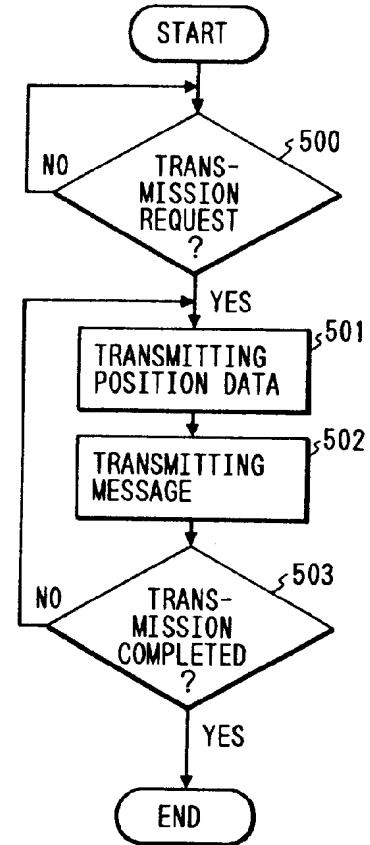 START
500
NO
TRANS-
MISSION
REQUEST
?
YES
501
TRANSMITTING
POSITION DATA
502
TRANSMITTING
MESSAGE
503
NO
TRANS-
MISSION
COMPLETED
?
YES
END